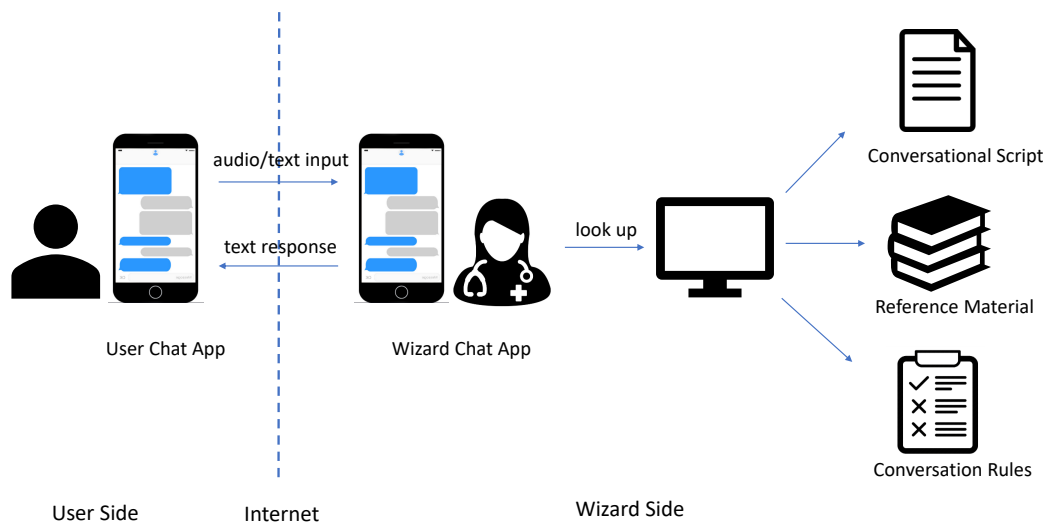 audio/text input
text response
look up
User Chat App
Wizard Chat App
Conversational Script
Reference Material
Conversation Rules
User Side
Internet
Wizard Side